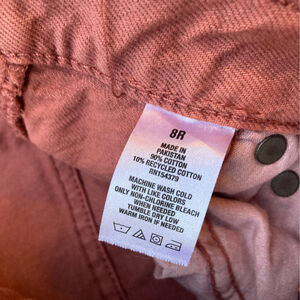 8R
MADE IN
PAKISTAN
90% COTTON
10% RECYCLED COTTON
RN154379
MACHINE WASH COLD
WITH LIKE COLORS
ONLY NON-CHLORINE BLEACH
WHEN NEEDED
TUMBLE DRY LOW
WARM IRON IF NEEDED